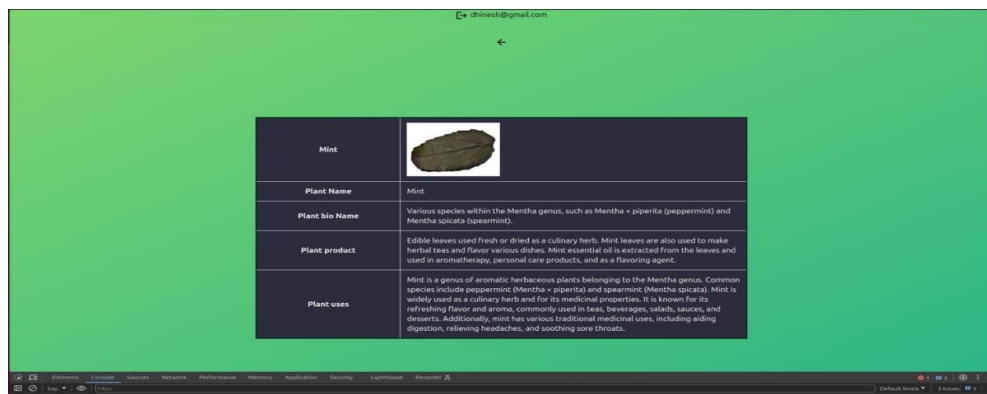 dhinesh@gmail.com
Mint
Plant Name Mint
Plant bio Name Various species within the Mentha genus, such as Mentha × piperita (peppermint) and
Mentha spicata (spearmint).
Plant product Edible leaves used fresh or dried as a culinary herb. Mint leaves are also used to make
herbal teas and flavor various dishes. Mint essential oil is extracted from the leaves and
used in aromatherapy, personal care products, and as a flavoring agent.
Plant uses Mint is a genus of aromatic herbaceous plants belonging to the Mentha genus. Common
species include peppermint (Mentha × piperita) and spearmint (Mentha spicata). Mint is
widely used as a culinary herb and for its medicinal properties. It is known for its
refreshing flavor and aroma, commonly used in teas, beverages, salads, sauces, and
desserts. Additionally, mint has various traditional medicinal uses, including aiding
digestion, relieving headaches, and soothing sore throats.
Elements Console Sources Network Performance Memory Application Security Lighthouse Recorder
top Filter Default levels 3 Issues: